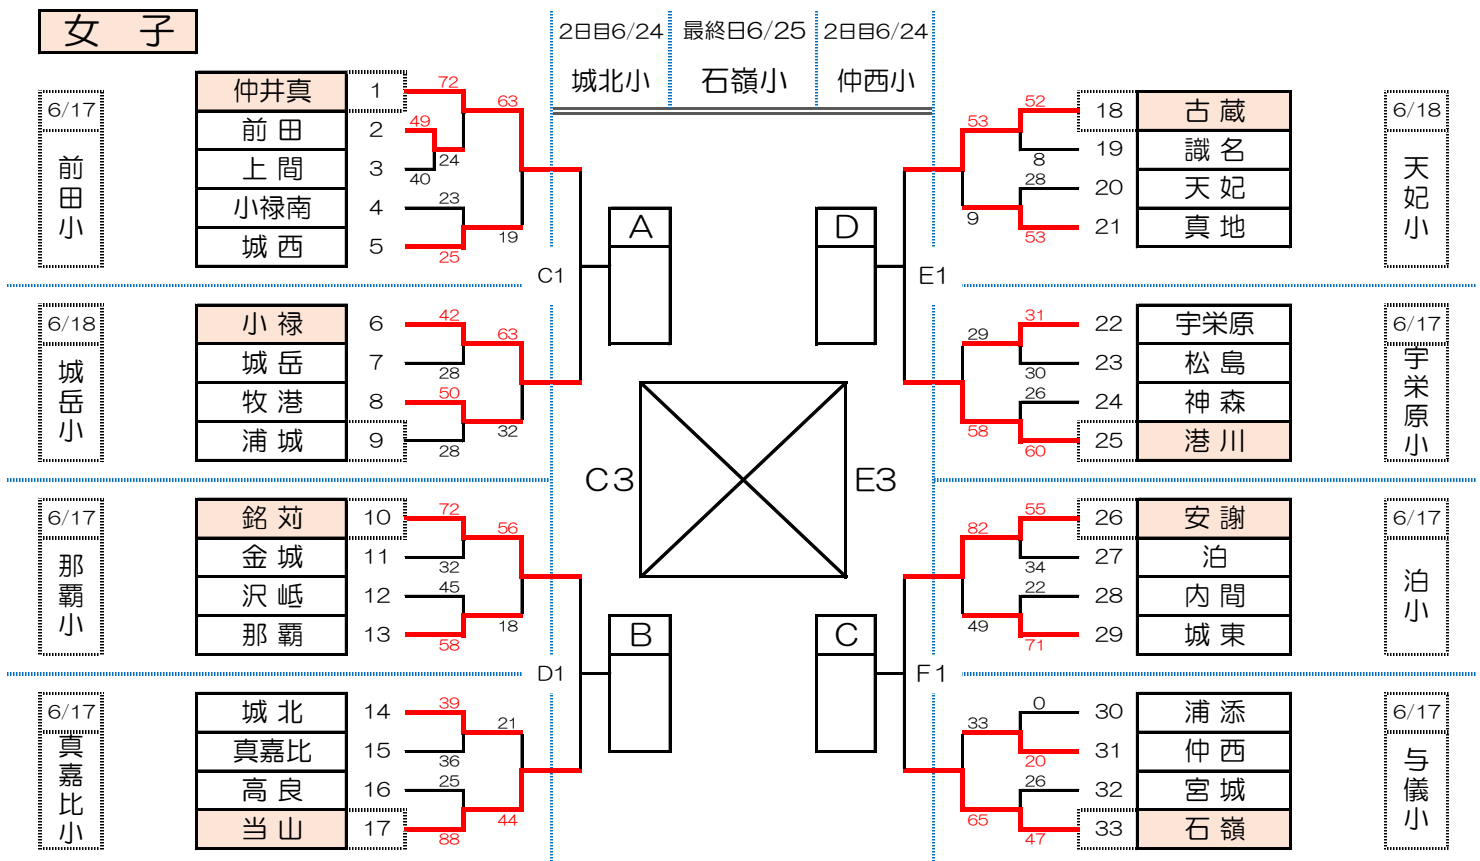 女 子
2日目6/24
最終日6/25
2日目6/24
城北小
石嶺小
仲西小
6/17
前田小
仲井真 1 72
前田 2 49
上間 3 40
小禄南 4 23
城西 5 25
24
63
19
6/18
城岳小
小禄 6 42
城岳 7 28
牧港 8 50
浦城 9 28
63
32
C1
6/17
那覇小
銘苅 10 72
金城 11 32
沢岻 12 45
那覇 13 58
56
18
6/17
真嘉比小
城北 14 39
真嘉比 15 36
高良 16 25
当山 17 88
21
44
D1
A
B
C3
E3
D
C
52 18 古蔵
8 19 識名
28 20 天妃
53 21 真地
53
9
6/18
天妃小
E1
31 22 宇栄原
30 23 松島
26 24 神森
60 25 港川
29
58
6/17
宇栄原小
55 26 安謝
34 27 泊
22 28 内間
71 29 城東
82
49
6/17
泊小
F1
0 30 浦添
20 31 仲西
26 32 宮城
47 33 石嶺
33
65
6/17
与儀小